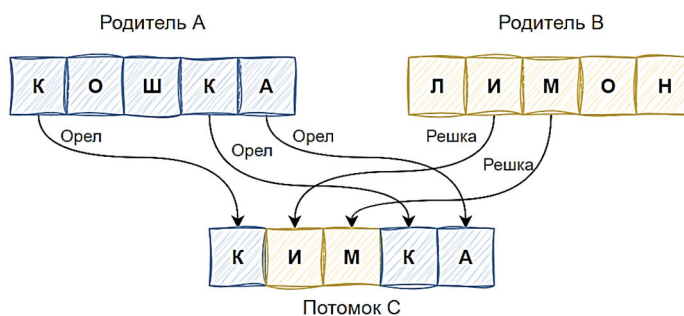 Родитель А
Родитель В
К О Ш К А
Л И М О Н
Орел
Орел
Орел
Решка
Решка
К И М К А
Потомок С